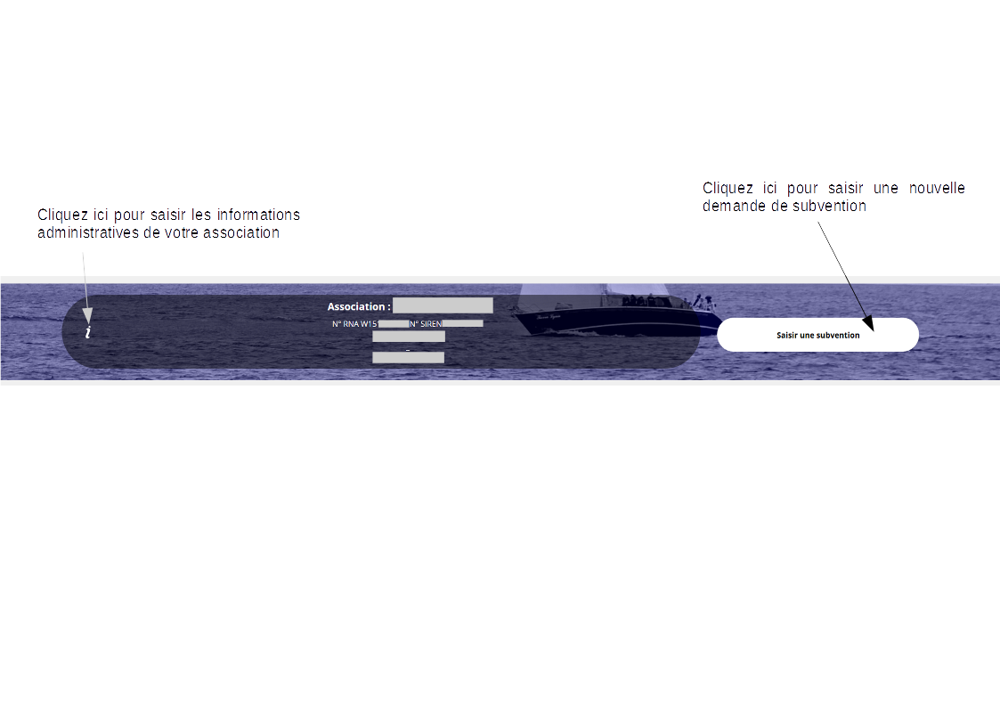 Cliquez ici pour saisir une nouvelle
demande de subvention
Cliquez ici pour saisir les informations
administratives de votre association
Association :
N° RNA W151 N° SIREN
-
i
Saisir une subvention